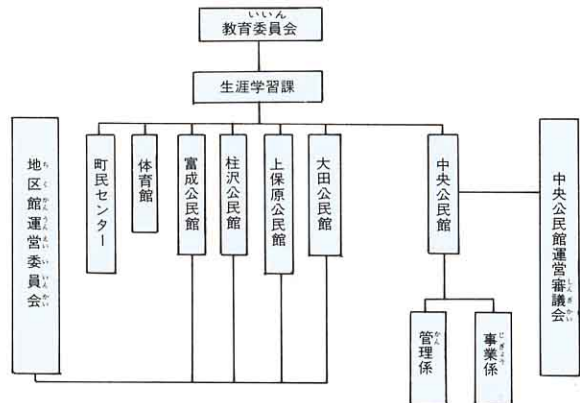 いいん
教育委員会
生涯学習課
地区館運営委員会
ちくかんうんえいいいんかい
町民センター
体育館
富成公民館
柱沢公民館
上保原公民館
大田公民館
中央公民館
中央公民館運営審議会
しんぎかい
管理係
かん
事業係
じぎょう